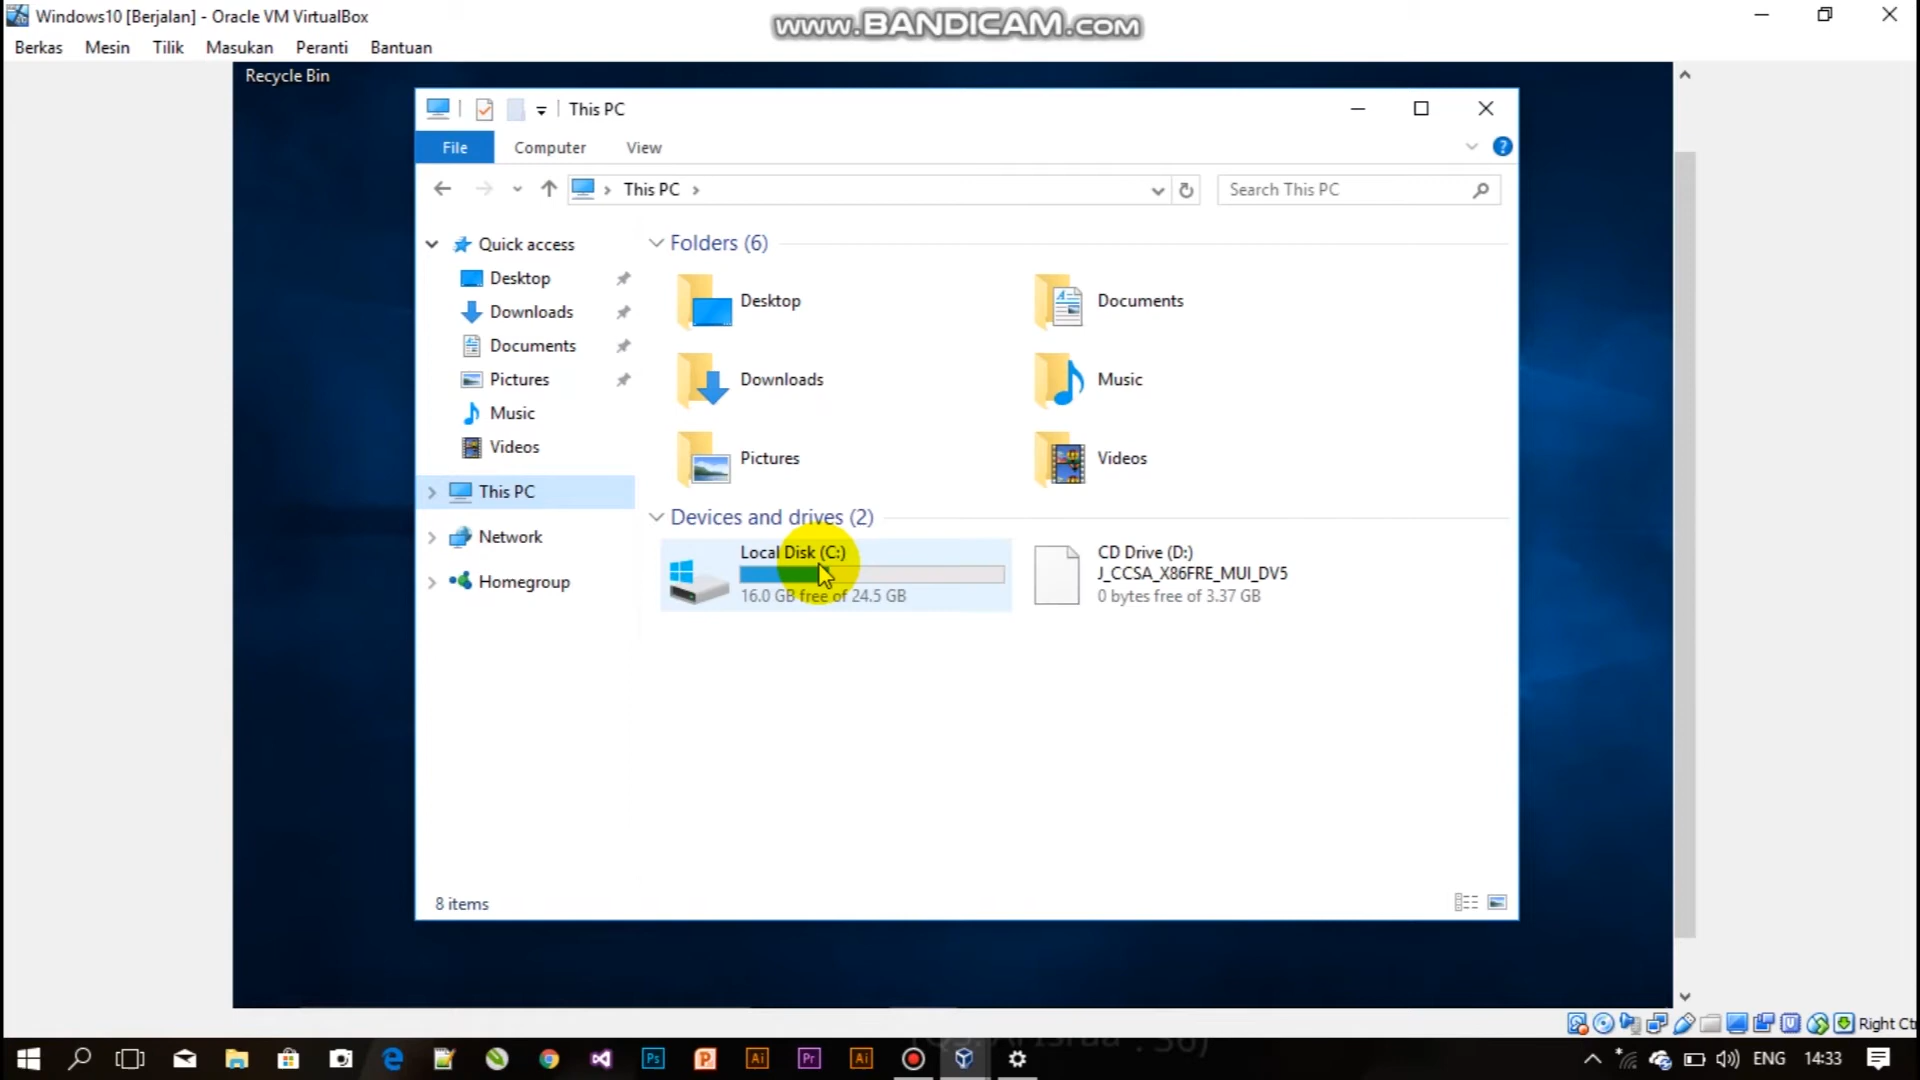 Windows10 [Berjalan] - Oracle VM VirtualBox
www.BANDICAM.com
Berkas Mesin Tilik Masukan Peranti Bantuan
Recycle Bin
This PC
File Computer View
This PC
Search This PC
Quick access
Desktop
Downloads
Documents
Pictures
Music
Videos
This PC
Network
Homegroup
Folders (6)
Desktop
Documents
Downloads
Music
Pictures
Videos
Devices and drives (2)
Local Disk (C:)
16.0 GB free of 24.5 GB
CD Drive (D:)
J_CCSA_X86FRE_MUI_DV5
0 bytes free of 3.37 GB
8 items
Right Ct
ENG 14:33